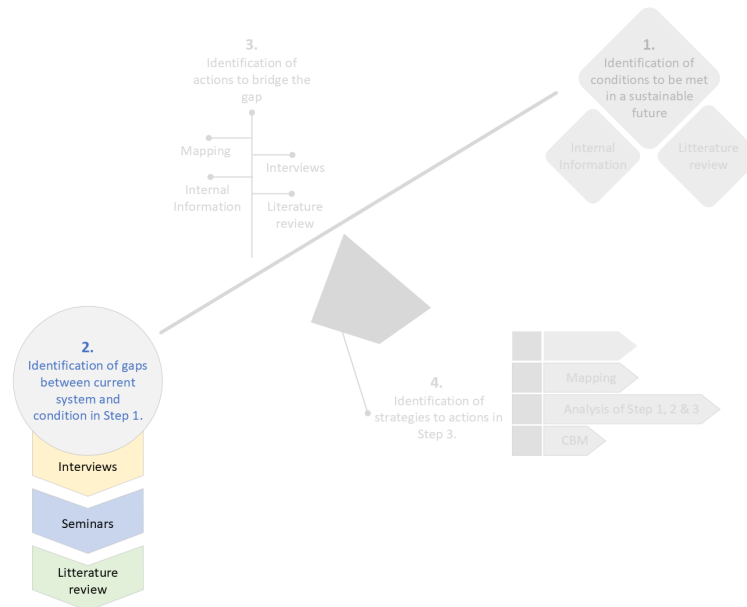 3.
Identification of
actions to bridge the
gap
Mapping
Interviews
Internal
Information
Literature
review
1.
Identification of
conditions to be met
in a sustainable
future
Internal
Information
Litterature
review
2.
Identification of gaps
between current
system and
condition in Step 1.
Interviews
Seminars
Litterature
review
4.
Identification of
strategies to actions in
Step 3.
Mapping
Analysis of Step 1, 2 & 3
CBM